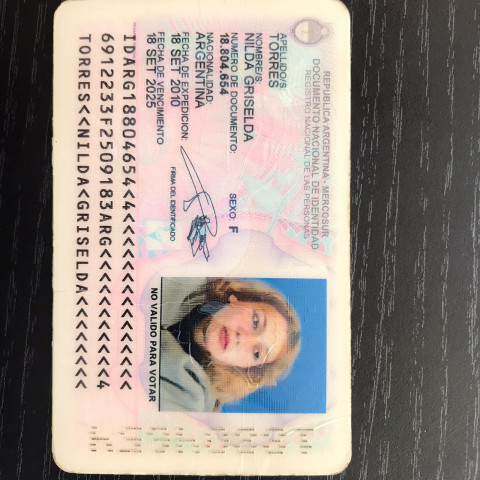 REPUBLICA ARGENTINA - MERCOSUR
DOCUMENTO NACIONAL DE IDENTIDAD
REGISTRO NACIONAL DE LAS PERSONAS
APELLIDO/S
TORRES
NOMBRE/S:
NILDA GRISELDA
NUMERO DE DOCUMENTO: SEXO: F
18.804.654
NACIONALIDAD:
ARGENTINA
FECHA DE EXPEDICION:
18 SET 2010
FECHA DE VENCIMIENTO
18 SET 2025
FIRMA DEL IDENTIFICADO
NO VALIDO PARA VOTAR
IDARG18804654<4<<<<<<<<<<<<<<<
6912233F2509183ARG<<<<<<<<<<<4
TORRES<<NILDA<GRISELDA<<<<<<<<